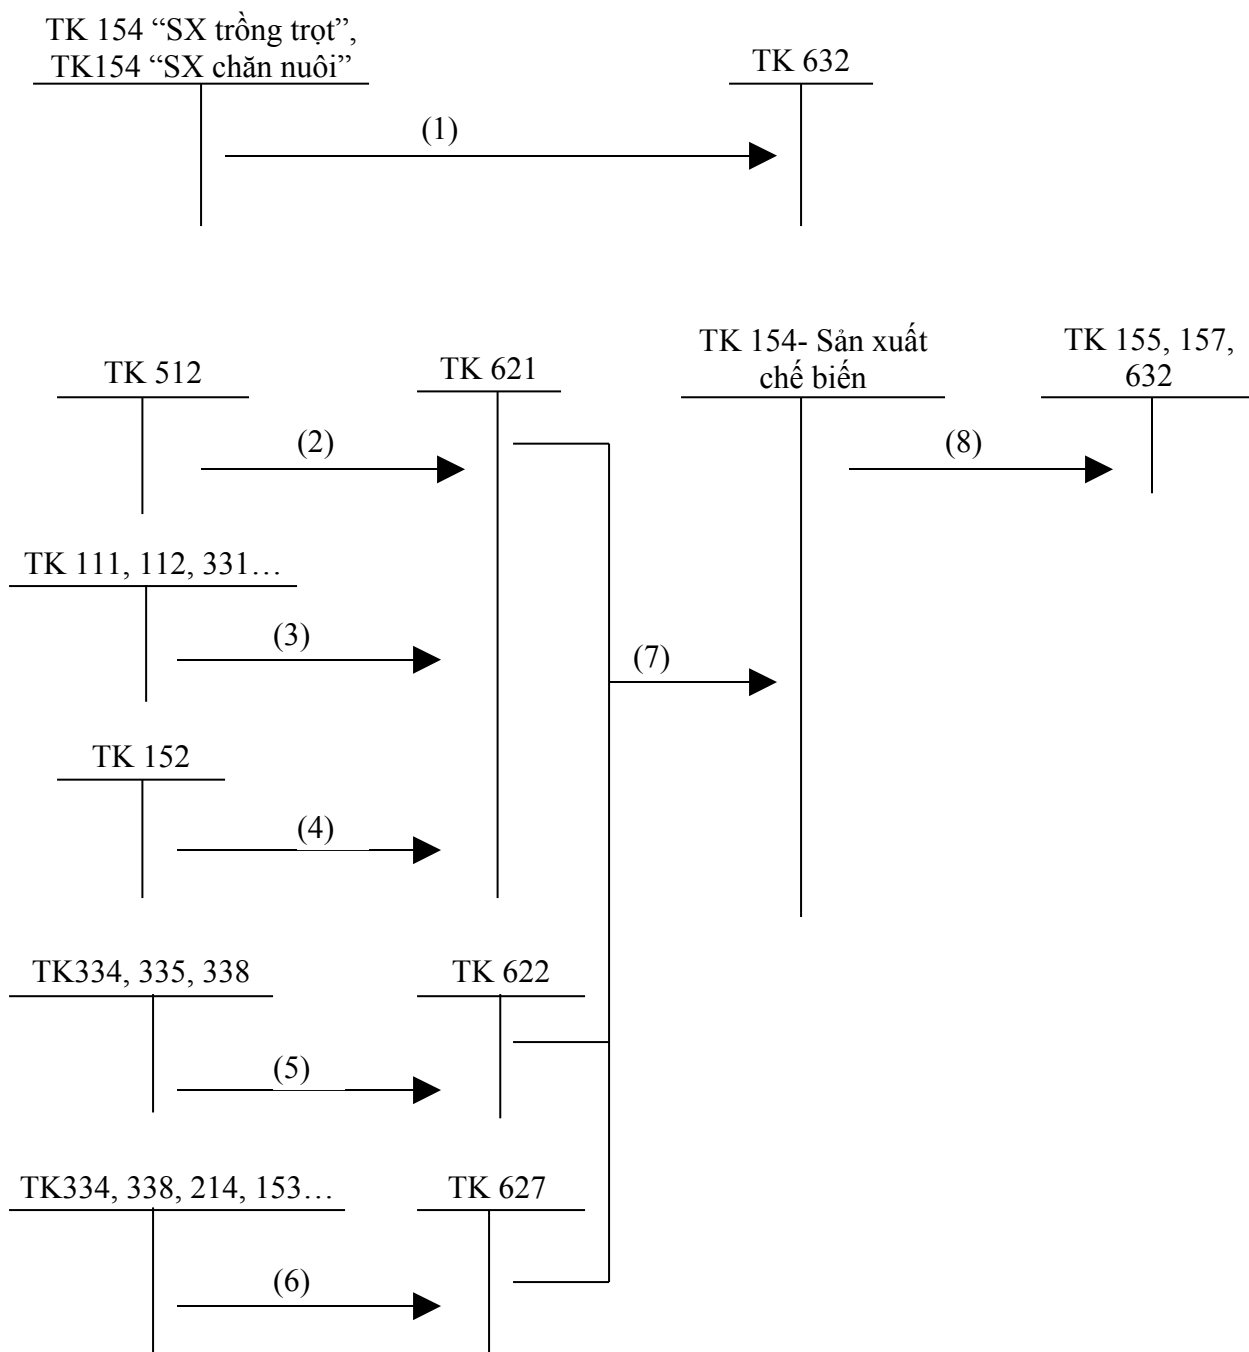 TK 154 “SX trồng trọt”,
TK154 “SX chăn nuôi”
TK 632
(1)
TK 512
TK 621
TK 154- Sản xuất
chế biến
TK 155, 157,
632
(2)
(8)
TK 111, 112, 331…
(3)
(7)
TK 152
(4)
TK334, 335, 338
TK 622
(5)
TK334, 338, 214, 153…
TK 627
(6)